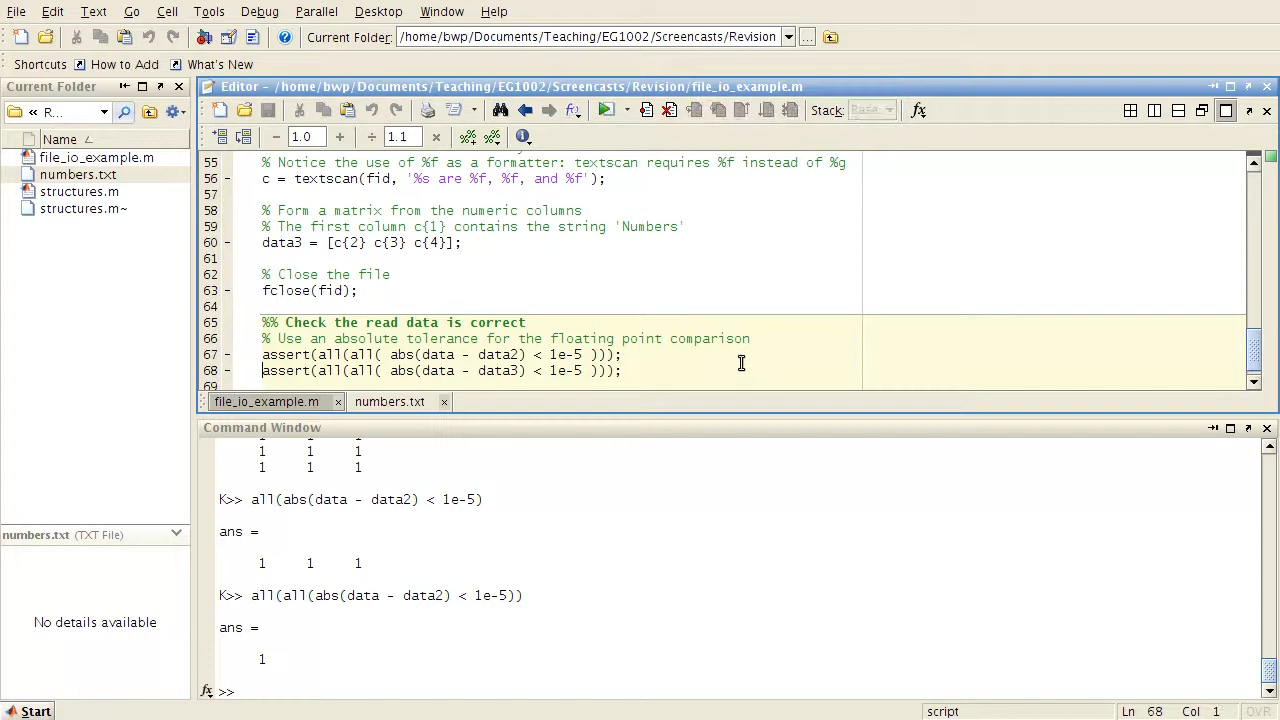 File Edit Text Go Cell Tools Debug Parallel Desktop Window Help
Current Folder: /home/bwp/Documents/Teaching/EG1002/Screencasts/Revision ...
Shortcuts How to Add What's New
Current Folder
« R...
Name
file_io_example.m
numbers.txt
structures.m
structures.m~
numbers.txt (TXT File)
No details available
Editor - /home/bwp/Documents/Teaching/EG1002/Screencasts/Revision/file_io_example.m
Stack: Base fx
- 1.0 + ÷ 1.1 ×
55 % Notice the use of %f as a formatter: textscan requires %f instead of %g
56 - c = textscan(fid, '%s are %f, %f, and %f');
57
58 % Form a matrix from the numeric columns
59 % The first column c{1} contains the string 'Numbers'
60 - data3 = [c{2} c{3} c{4}];
61
62 % Close the file
63 - fclose(fid);
64
65 %% Check the read data is correct
66 % Use an absolute tolerance for the floating point comparison
67 - assert(all(all( abs(data - data2) < 1e-5 )));
68 - assert(all(all( abs(data - data3) < 1e-5 )));
69
file_io_example.m × numbers.txt ×
Command Window
1 1 1
1 1 1
1 1 1
K>> all(abs(data - data2) < 1e-5)
ans =
1 1 1
K>> all(all(abs(data - data2) < 1e-5))
ans =
1
fx >>
Start script Ln 68 Col 1 OVR